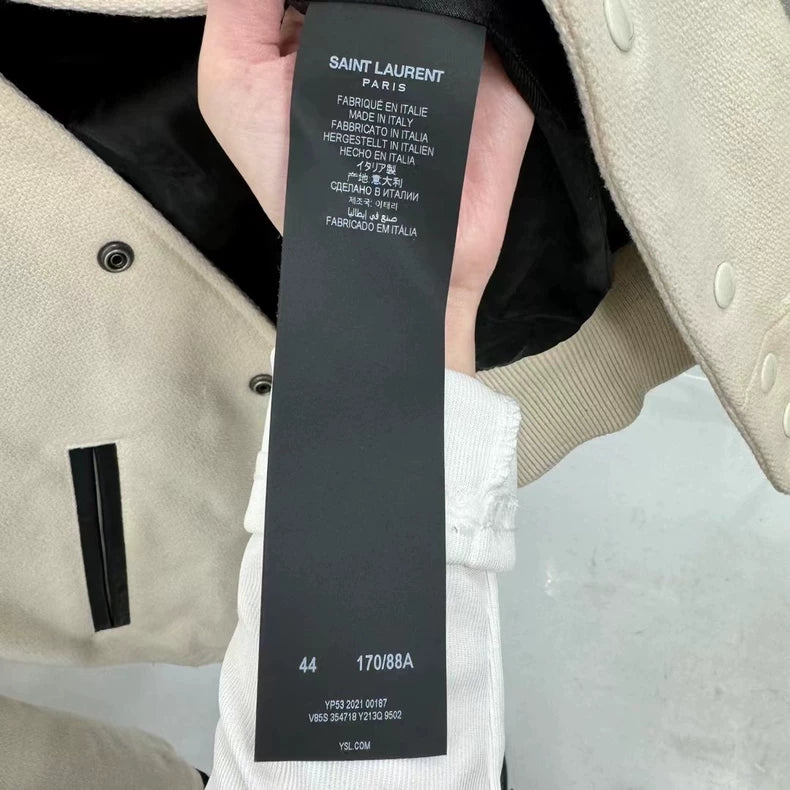 SAINT LAURENT
PARIS
FABRIQUÉ EN ITALIE
MADE IN ITALY
FABBRICATO IN ITALIA
HERGESTELLT IN ITALIEN
HECHO EN ITALIA
イタリア製
产地 意大利
СДЕЛАНО В ИТАЛИИ
제조국: 이태리
صنع في إيطاليا
FABRICADO EM ITÁLIA
44 170/88A
YP53 2021 00187
V85S 354718 Y213Q 9502
YSL.COM